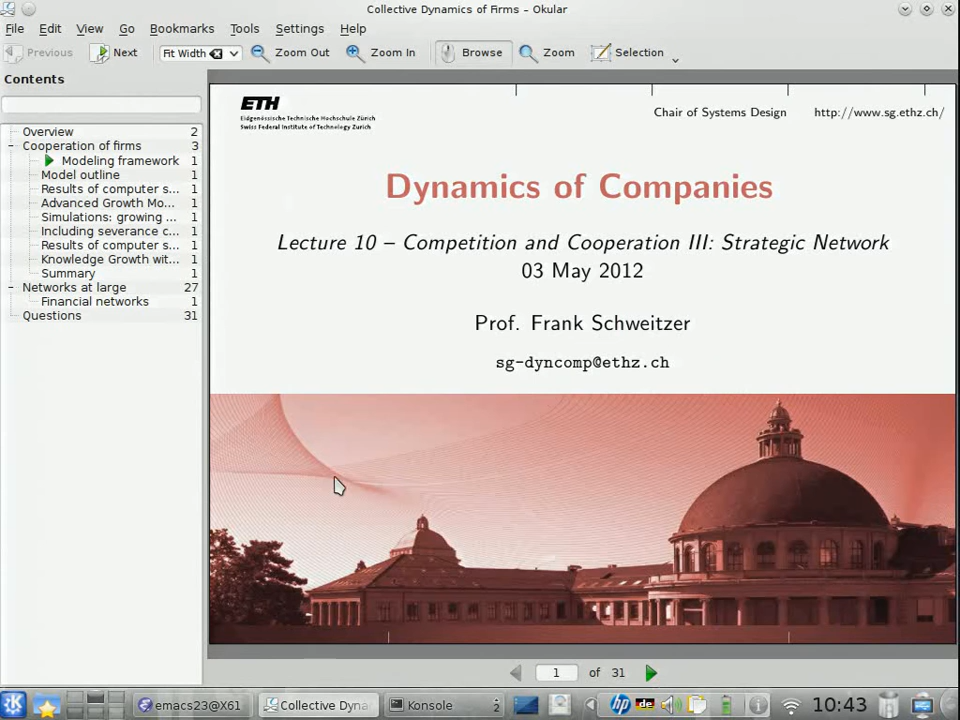 Collective Dynamics of Firms – Okular
File Edit View Go Bookmarks Tools Settings Help
Previous Next Fit Width Zoom Out Zoom In Browse Zoom Selection
Contents
Overview 2
Cooperation of firms 3
Modeling framework 1
Model outline 1
Results of computer s... 1
Advanced Growth Mo... 1
Simulations: growing ... 1
Including severance c... 1
Results of computer s... 1
Knowledge Growth wit... 1
Summary 1
Networks at large 27
Financial networks 1
Questions 31
ETH
Eidgenössische Technische Hochschule Zürich
Swiss Federal Institute of Technology Zurich
Chair of Systems Design http://www.sg.ethz.ch/
Dynamics of Companies
Lecture 10 – Competition and Cooperation III: Strategic Network
03 May 2012
Prof. Frank Schweitzer
sg-dyncomp@ethz.ch
1 of 31
emacs23@X61 Collective Dyna Konsole 2 hp de i 10:43